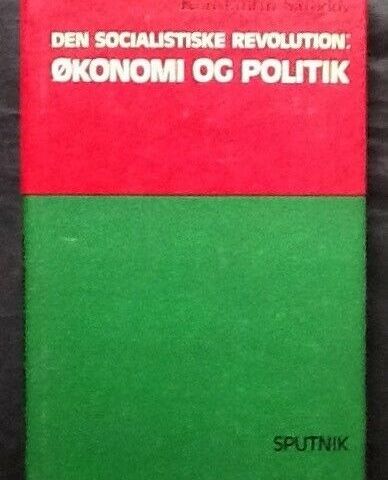 DEN SOCIALISTISKE REVOLUTION:
ØKONOMI OG POLITIK
SPUTNIK